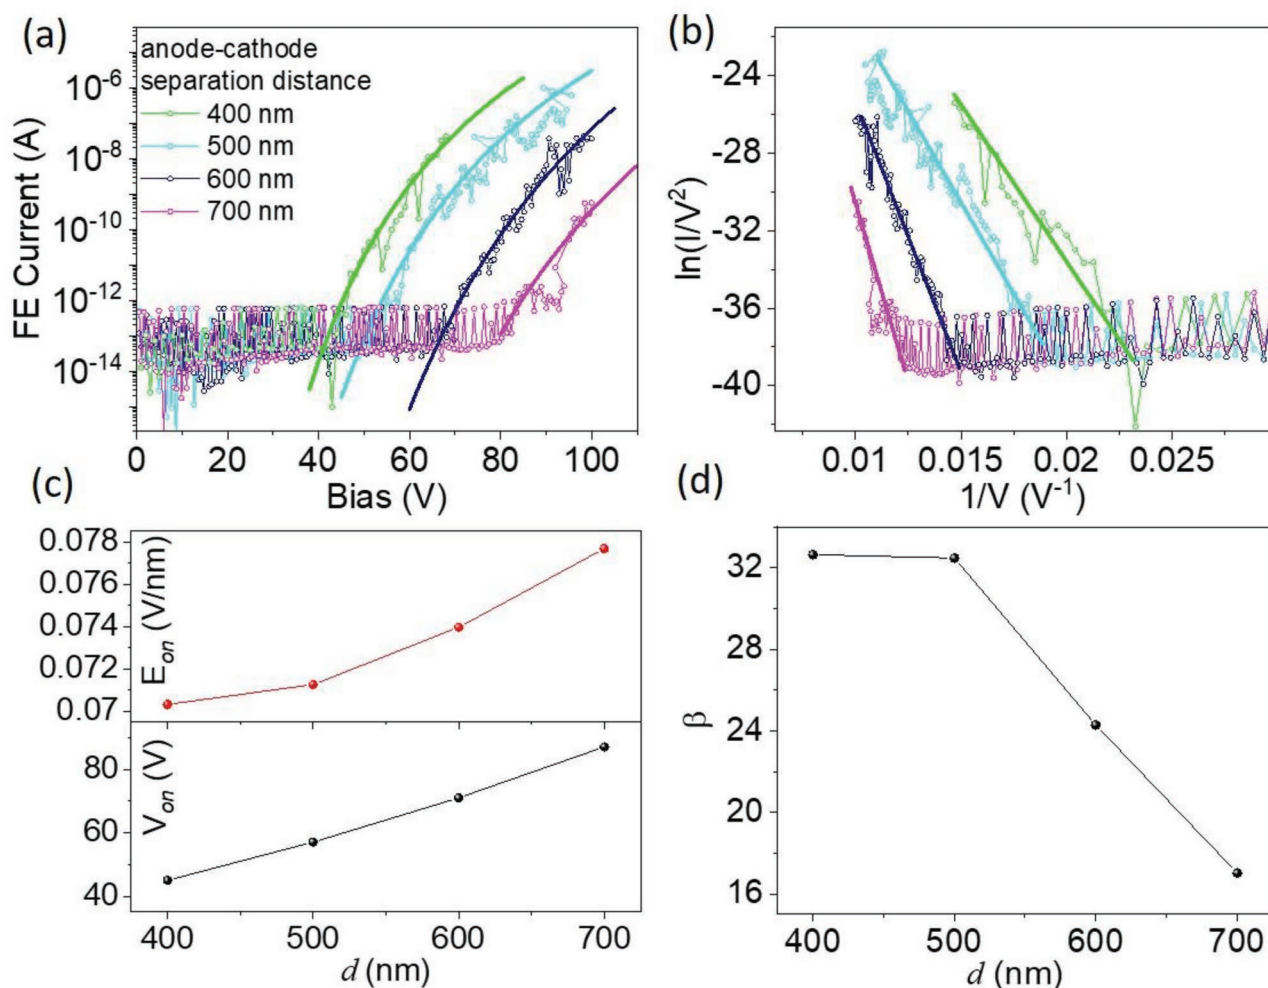 (a)
anode-cathode
separation distance
400 nm
500 nm
600 nm
700 nm
FE Current (A)
10⁻⁶
10⁻⁸
10⁻¹⁰
10⁻¹²
10⁻¹⁴
0 20 40 60 80 100
Bias (V)
(b)
ln(I/V²)
-24
-28
-32
-36
-40
0.01 0.015 0.02 0.025
1/V (V⁻¹)
(c)
E_on (V/nm)
0.078
0.076
0.074
0.072
0.07
V_on (V)
80
60
40
400 500 600 700
d (nm)
(d)
β
32
28
24
20
16
400 500 600 700
d (nm)